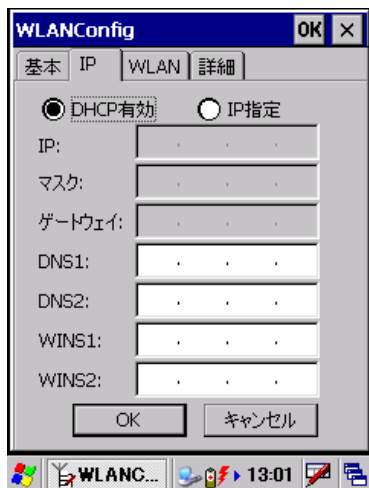 WLANConfig OK ×
基本 IP WLAN 詳細
DHCP有効 IP指定
IP:
マスク:
ゲートウェイ:
DNS1:
DNS2:
WINS1:
WINS2:
OK キャンセル
WLANC... 13:01